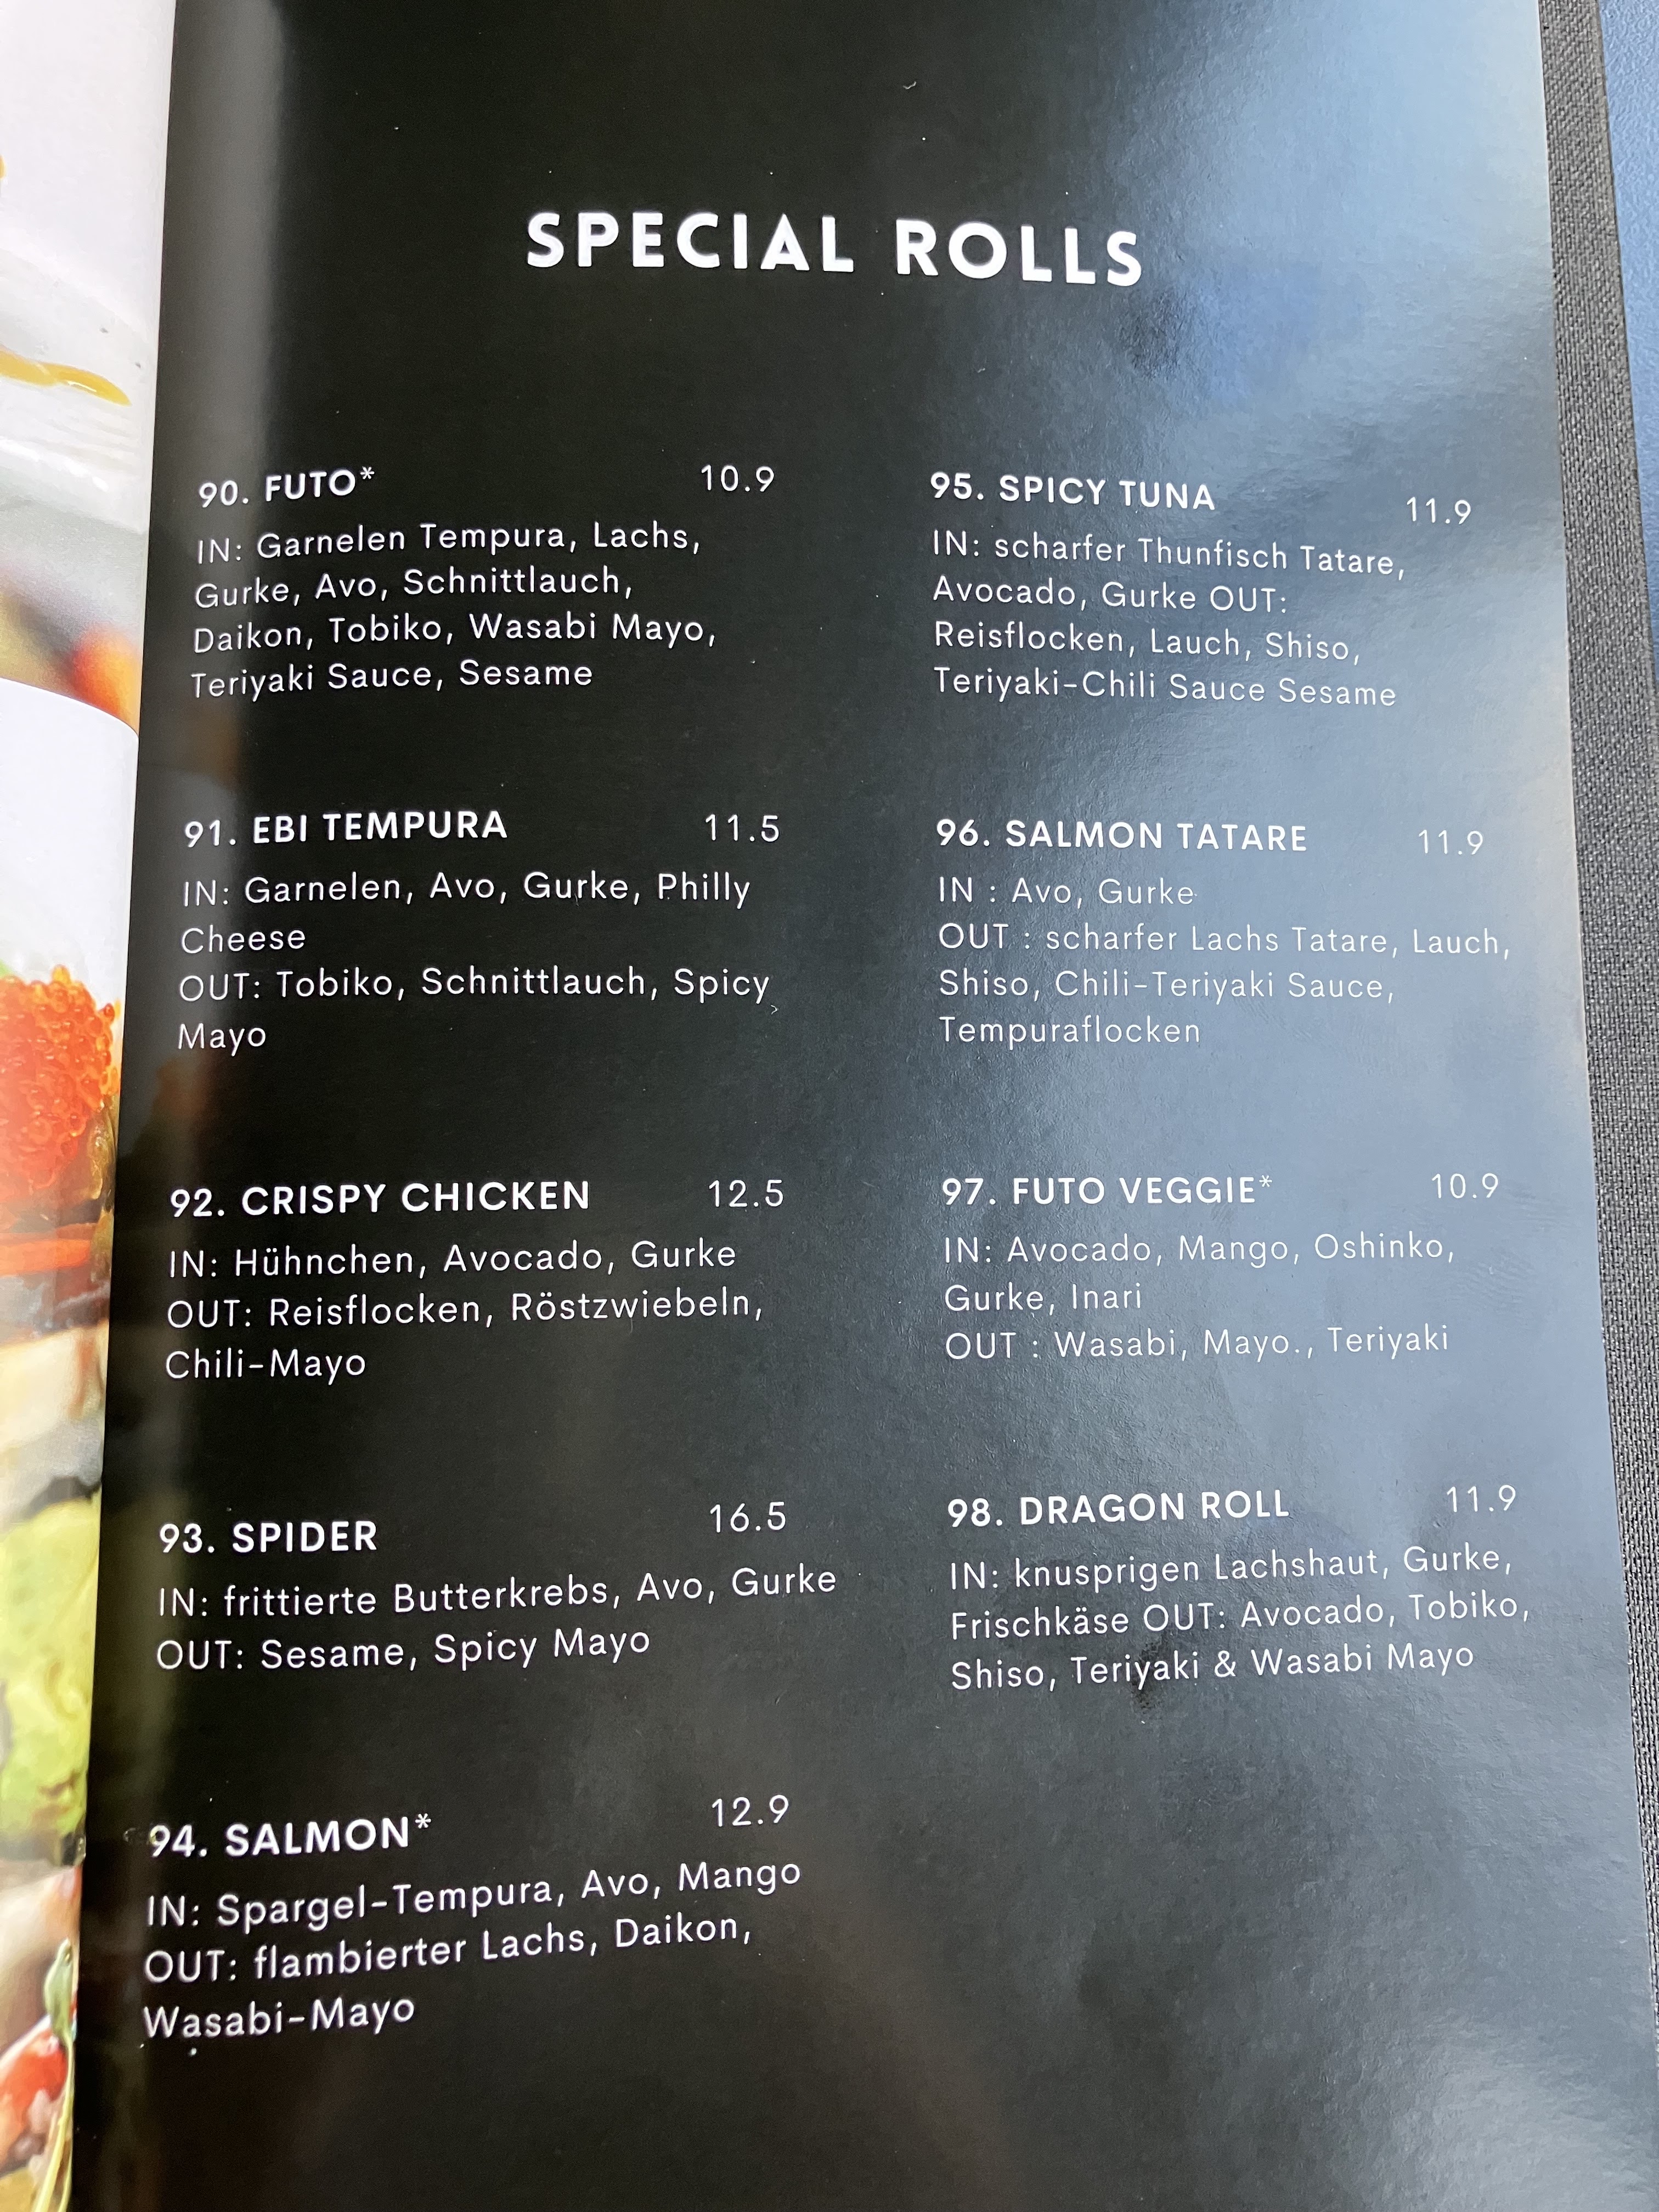 SPECIAL ROLLS
90. FUTO* 10.9
IN: Garnelen Tempura, Lachs,
Gurke, Avo, Schnittlauch,
Daikon, Tobiko, Wasabi Mayo,
Teriyaki Sauce, Sesame
91. EBI TEMPURA 11.5
IN: Garnelen, Avo, Gurke, Philly
Cheese
OUT: Tobiko, Schnittlauch, Spicy
Mayo
92. CRISPY CHICKEN 12.5
IN: Hühnchen, Avocado, Gurke
OUT: Reisflocken, Röstzwiebeln,
Chili-Mayo
93. SPIDER 16.5
IN: frittierte Butterkrebs, Avo, Gurke
OUT: Sesame, Spicy Mayo
94. SALMON* 12.9
IN: Spargel-Tempura, Avo, Mango
OUT: flambierter Lachs, Daikon,
Wasabi-Mayo
95. SPICY TUNA 11.9
IN: scharfer Thunfisch Tatare,
Avocado, Gurke OUT:
Reisflocken, Lauch, Shiso,
Teriyaki-Chili Sauce Sesame
96. SALMON TATARE 11.9
IN : Avo, Gurke
OUT : scharfer Lachs Tatare, Lauch,
Shiso, Chili-Teriyaki Sauce,
Tempuraflocken
97. FUTO VEGGIE* 10.9
IN: Avocado, Mango, Oshinko,
Gurke, Inari
OUT : Wasabi, Mayo., Teriyaki
98. DRAGON ROLL 11.9
IN: knusprigen Lachshaut, Gurke,
Frischkäse OUT: Avocado, Tobiko,
Shiso, Teriyaki & Wasabi Mayo